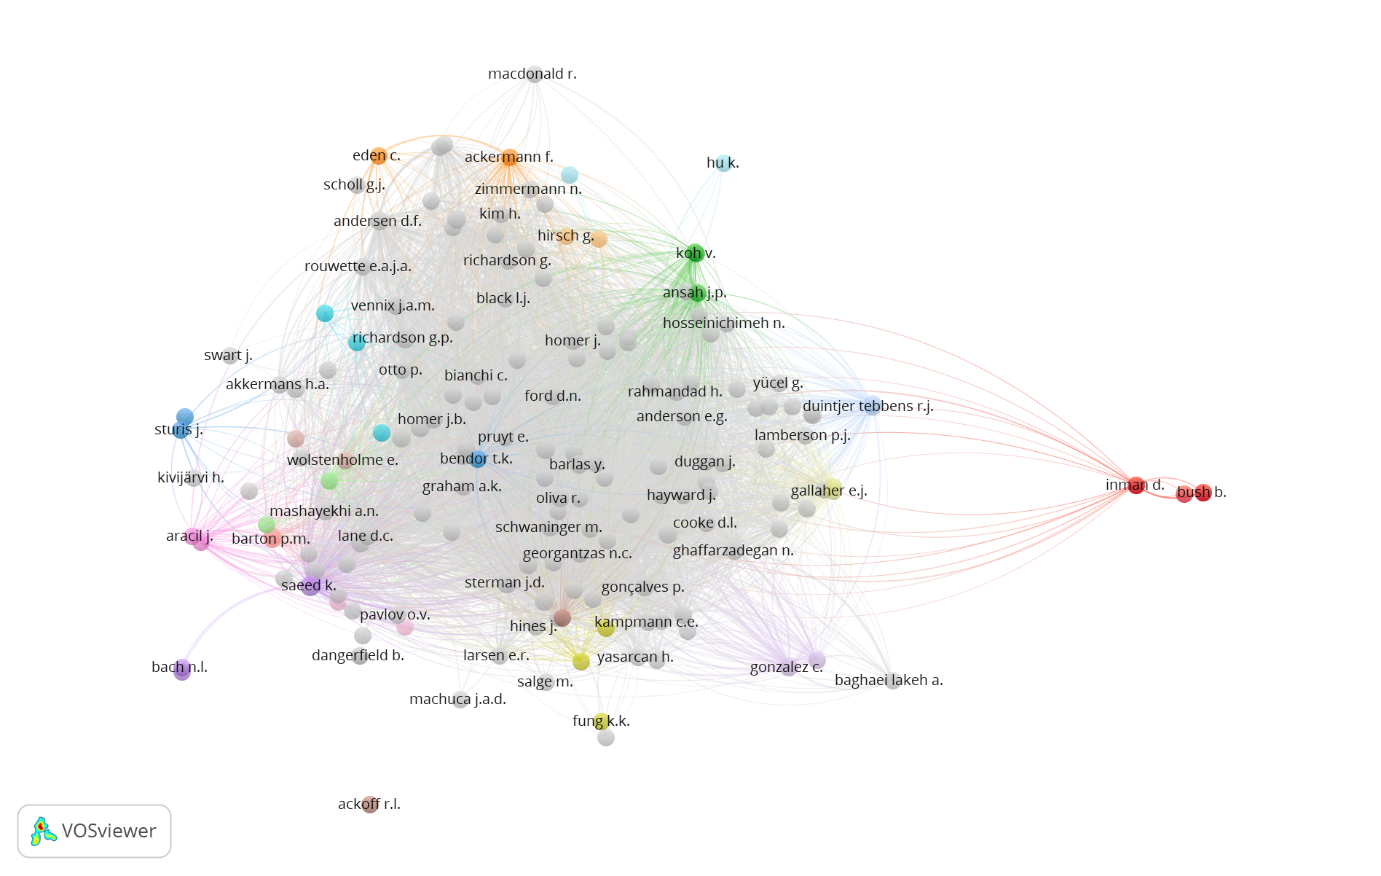 macdonald r.
eden c.
ackermann f.
hu k.
scholl g.j.
zimmermann n.
kim h.
andersen d.f.
hirsch g.
koh v.
richardson g.
rouwette e.a.j.a.
ansah j.p.
black l.j.
vennix j.a.m.
hosseinichimeh n.
richardson g.p.
homer j.
swart j.
otto p.
bianchi c.
akkermans h.a.
yücel g.
rahmandad h.
ford d.n.
duintjer tebbens r.j.
anderson e.g.
homer j.b.
sturis j.
pruyt e.
lamberson p.j.
wolstenholme e.
bendor t.k.
barlas y.
duggan j.
kivijärvi h.
graham a.k.
inman d.
bush b.
gallaher e.j.
oliva r.
hayward j.
mashayekhi a.n.
schwaninger m.
cooke d.l.
aracil j.
barton p.m.
lane d.c.
georgantzas n.c.
ghaffarzadegan n.
saeed k.
sterman j.d.
gonçalves p.
pavlov o.v.
hines j.
kampmann c.e.
dangerfield b.
larsen e.r.
yasarcan h.
bach n.l.
gonzalez c.
salge m.
baghaei lakeh a.
machuca j.a.d.
fung k.k.
ackoff r.l.
VOSviewer